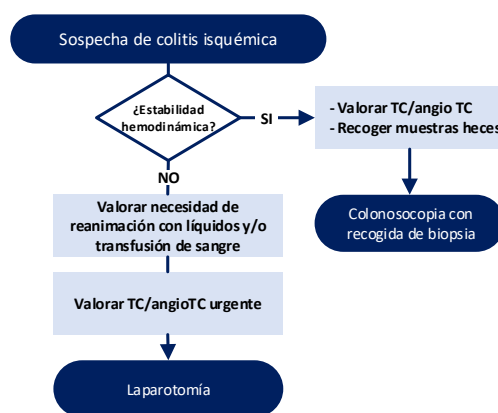 Sospecha de colitis isquémica
¿Estabilidad
hemodinámica?
SI
- Valorar TC/angio TC
- Recoger muestras heces
NO
Valorar necesidad de
reanimación con líquidos y/o
transfusión de sangre
Colonosocopia con
recogida de biopsia
Valorar TC/angioTC urgente
Laparotomía